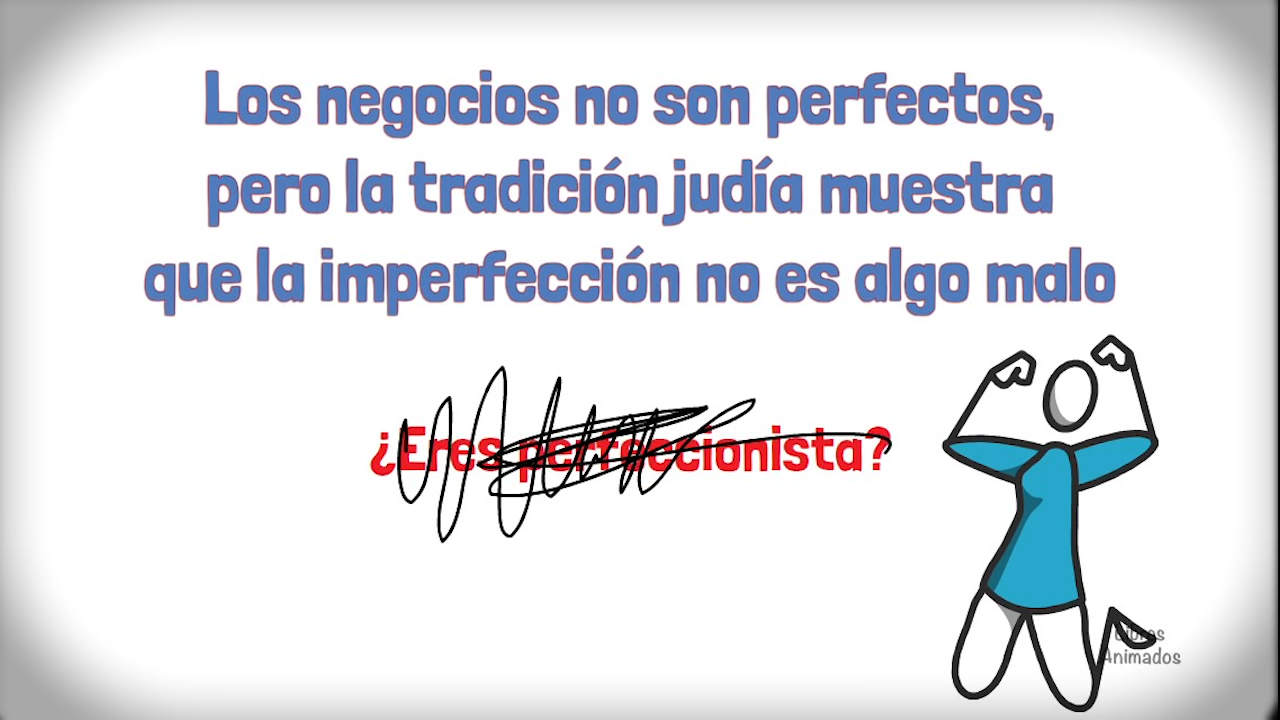 Los negocios no son perfectos,
pero la tradición judía muestra
que la imperfección no es algo malo
¿Eres perfeccionista?
Libros
Animados